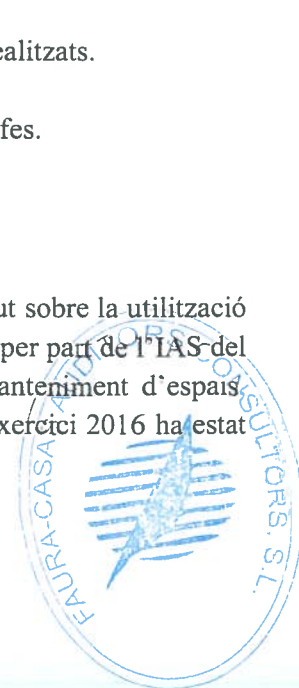 ealitzats.
fes.
ut sobre la utilització
per part de l'IAS del
anteniment d'espais,
xercici 2016 ha estat
FAURA-CASAS AUDITORS CONSULTORS, S.L.